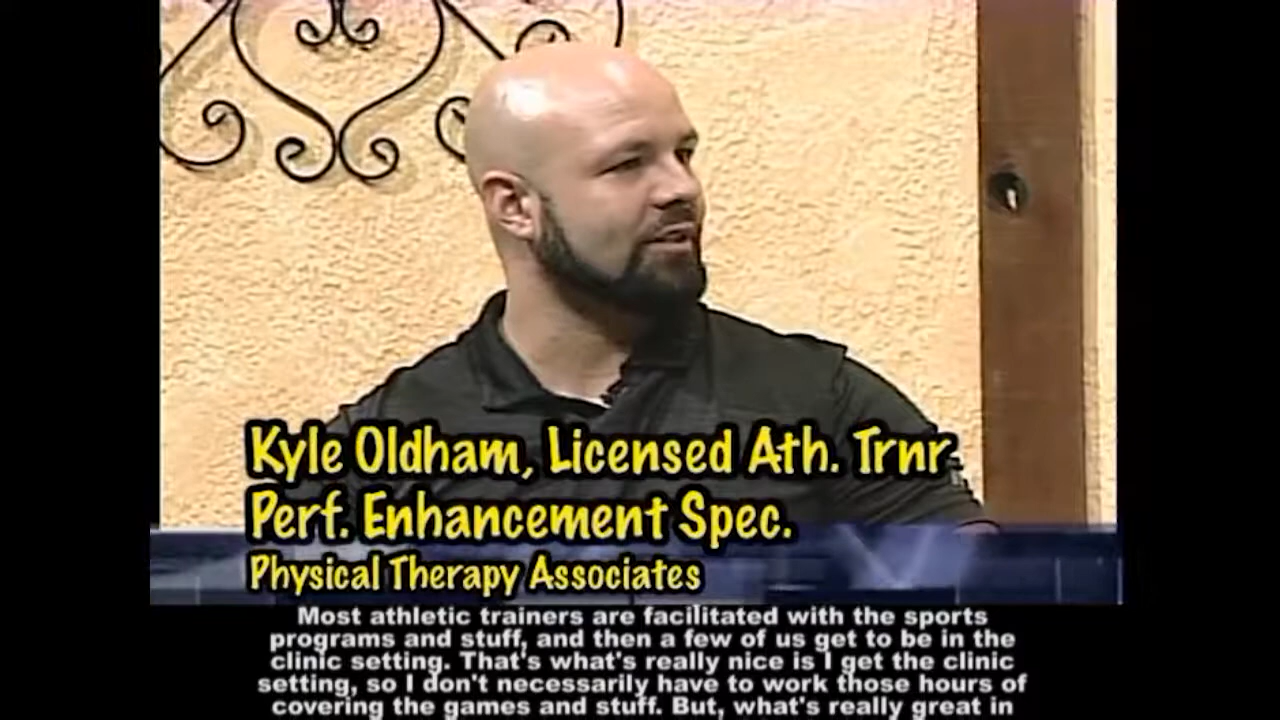 Kyle Oldham, Licensed Ath. Trnr
Perf. Enhancement Spec.
Physical Therapy Associates
Most athletic trainers are facilitated with the sports
programs and stuff, and then a few of us get to be in the
clinic setting. That's what's really nice is I get the clinic
setting, so I don't necessarily have to work those hours of
covering the games and stuff. But, what's really great in